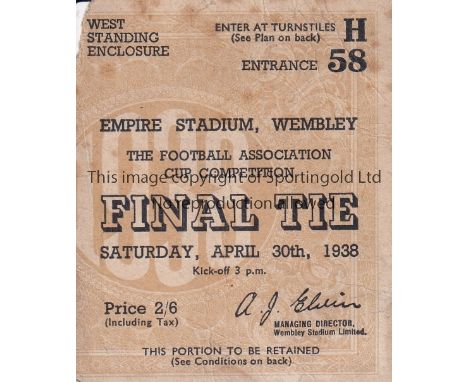 WEST
STANDING
ENCLOSURE
ENTER AT TURNSTILES H
(See Plan on back)
ENTRANCE 58
EMPIRE STADIUM, WEMBLEY
THE FOOTBALL ASSOCIATION
CUP COMPETITION
This image copyright of Sportingold Ltd
No reproduction allowed
FINAL TIE
SATURDAY, APRIL 30th, 1938
Kick-off 3 p.m.
Price 2/6
(Including Tax)
A. J. Elvin
MANAGING DIRECTOR,
Wembley Stadium Limited.
THIS PORTION TO BE RETAINED
(See Conditions on back)